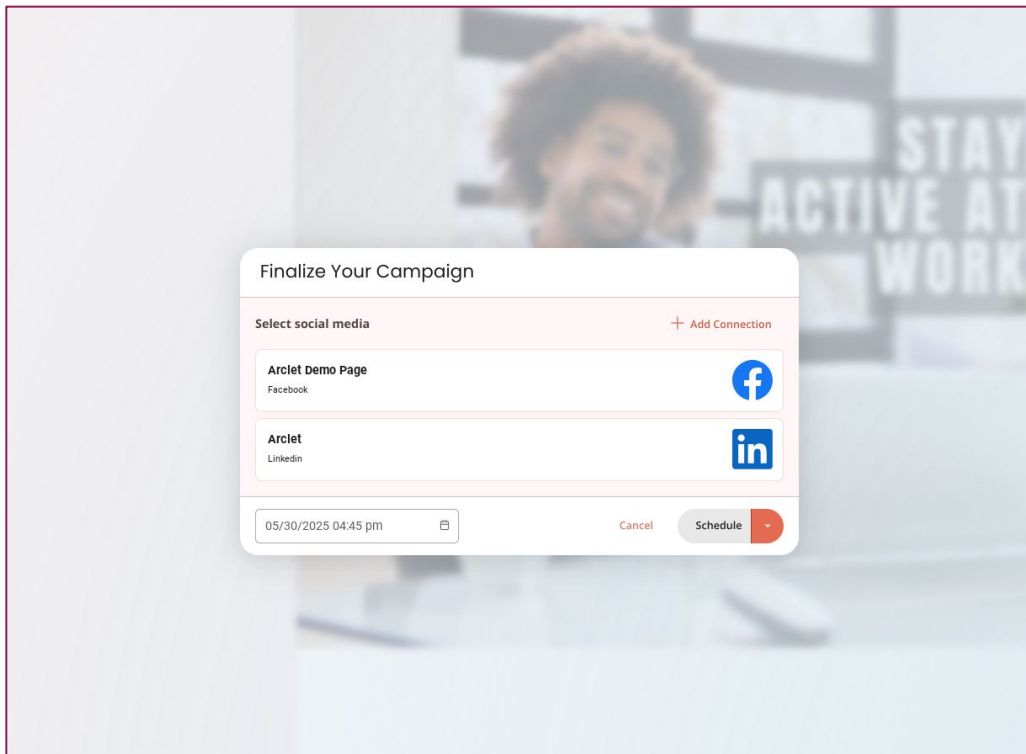 STAY
ACTIVE AT
WORK
Finalize Your Campaign
Select social media
Add Connection
Arclet Demo Page
Facebook
Arclet
Linkedin
in
05/30/2025 04:45 pm
Cancel
Schedule